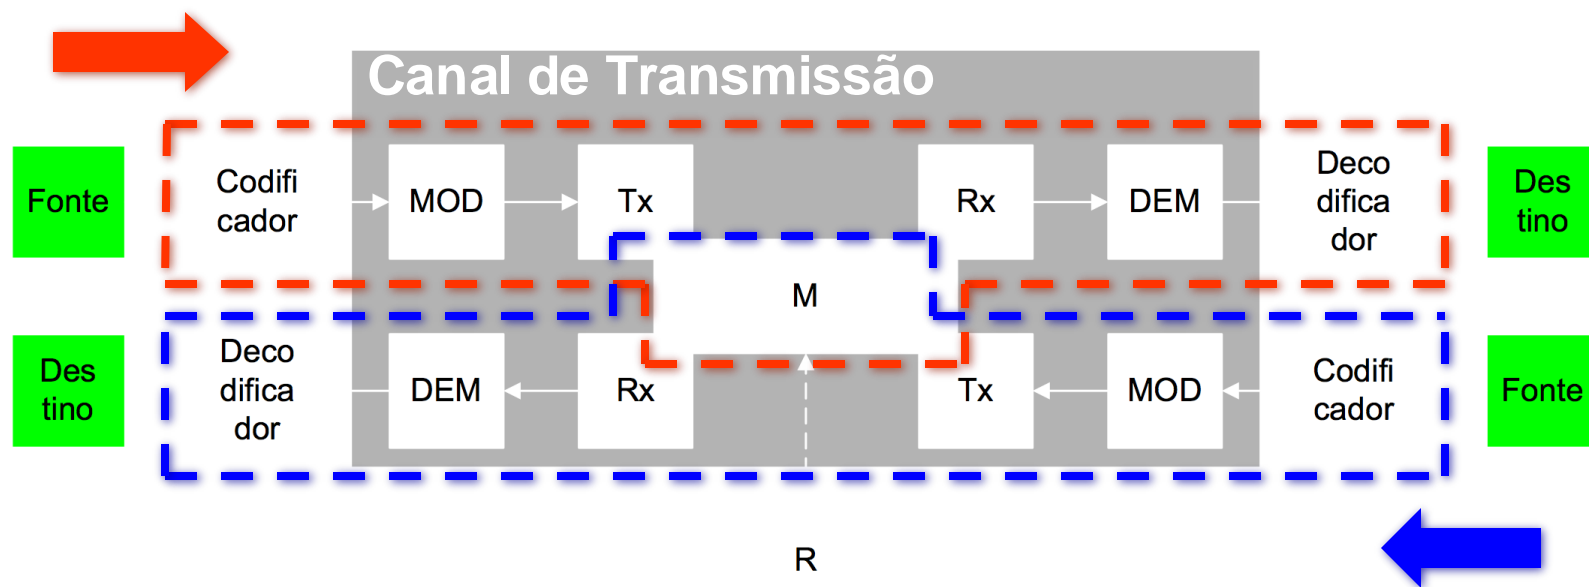 Canal de Transmissão
Fonte
Codifi
cador
MOD
Tx
Rx
DEM
Deco
difica
dor
Des
tino
M
Des
tino
Deco
difica
dor
DEM
Rx
Tx
MOD
Codifi
cador
Fonte
R